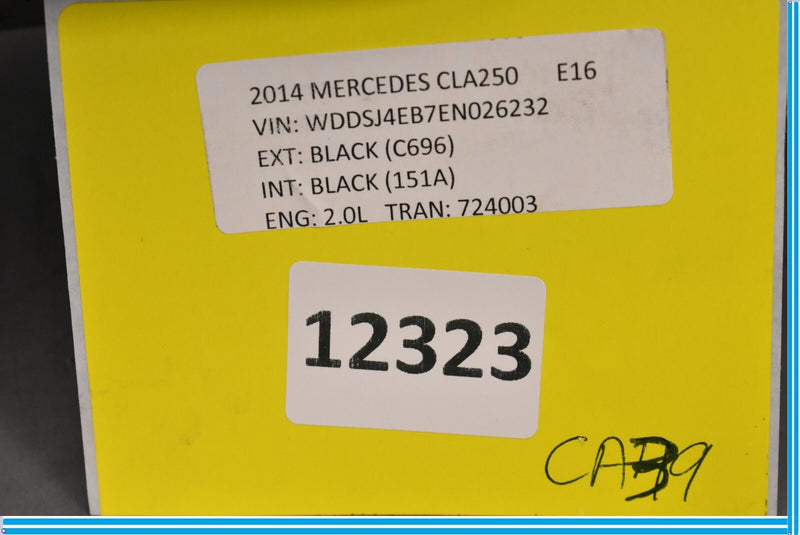 2014 MERCEDES CLA250 E16
VIN: WDDSJ4EB7EN026232
EXT: BLACK (C696)
INT: BLACK (151A)
ENG: 2.0L TRAN: 724003
12323